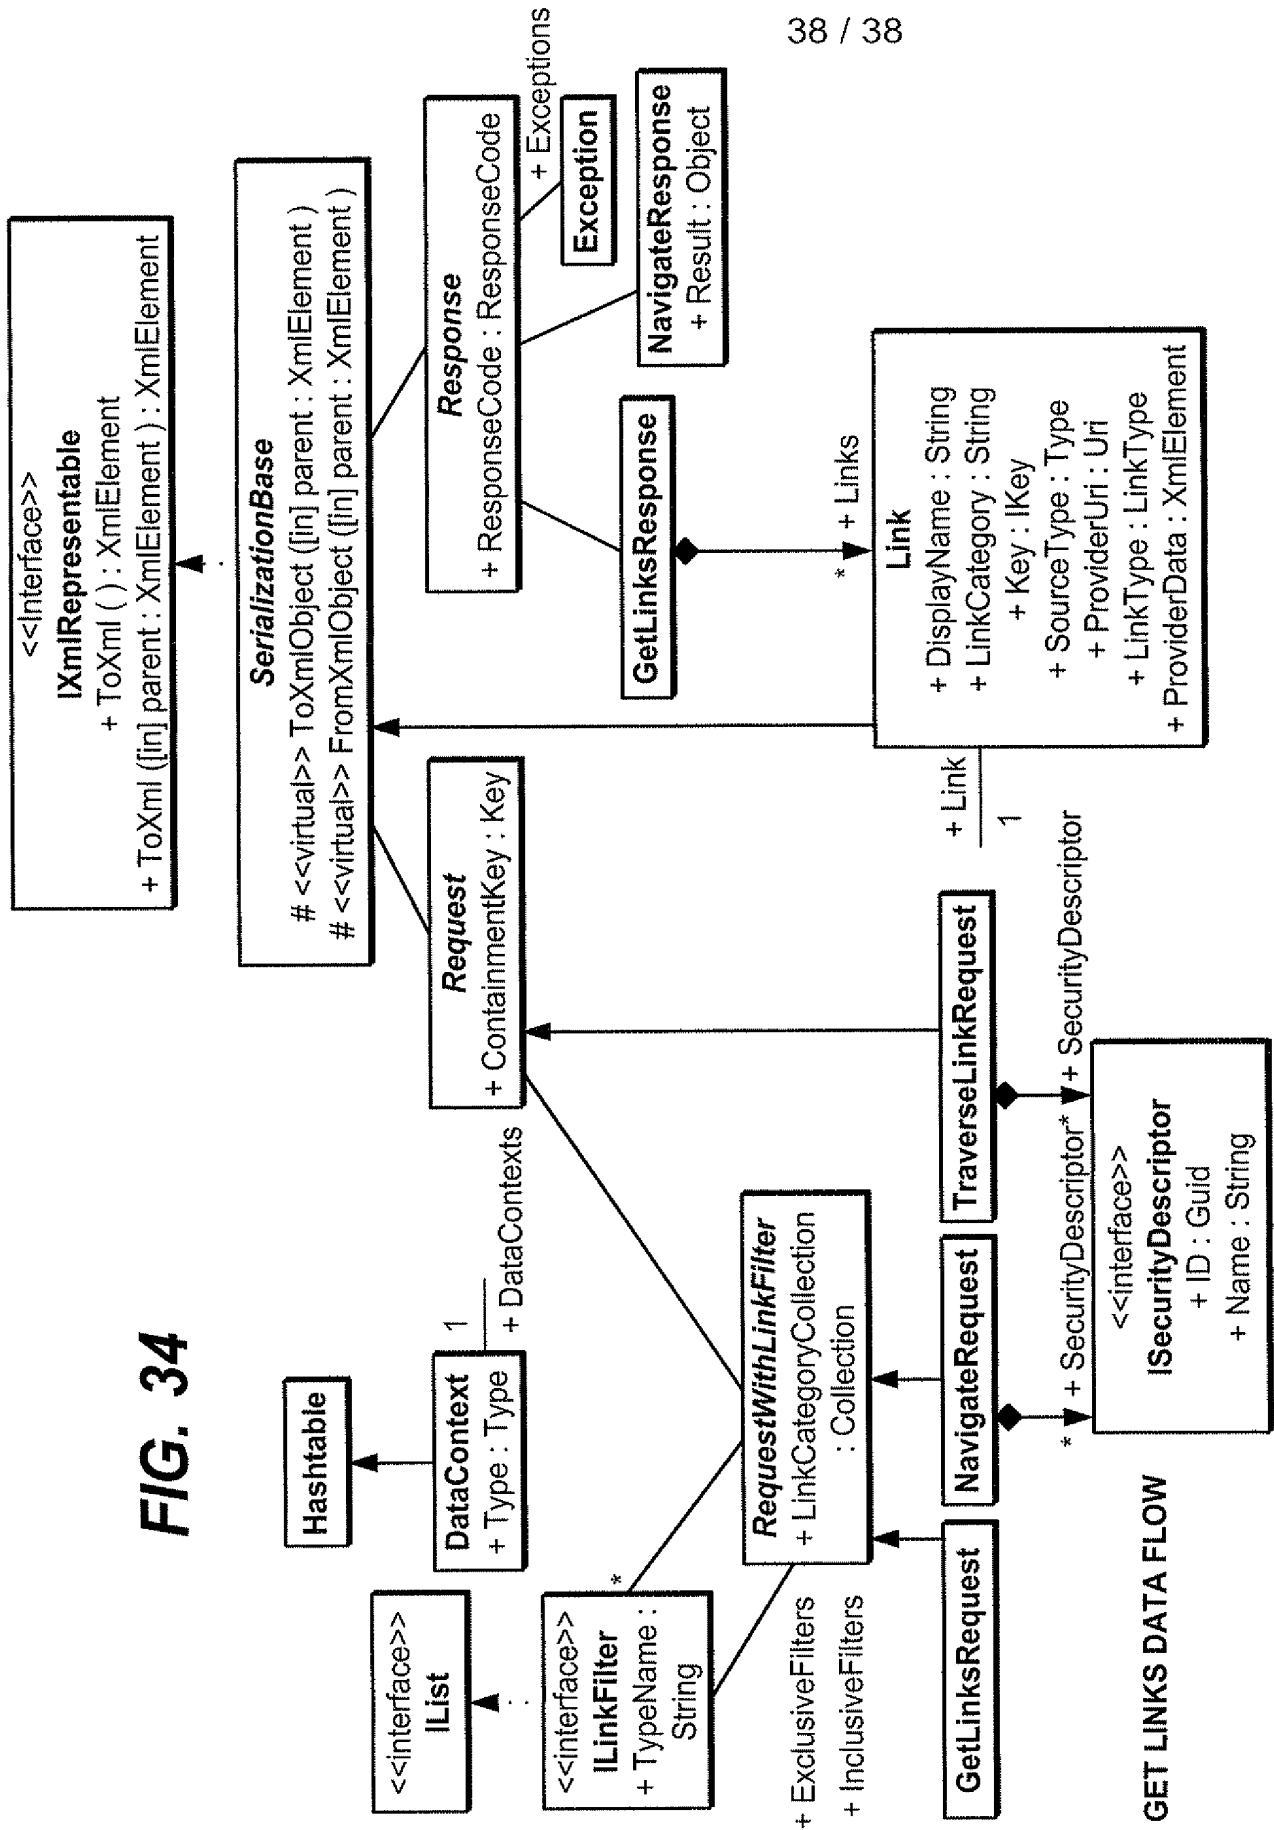 38 / 38
FIG. 34
<<Interface>>
IXmlRepresentable
+ ToXml ( ) : XmlElement
+ ToXml ([in] parent : XmlElement ) : XmlElement
SerializationBase
# <<virtual>> ToXmlObject ([in] parent : XmlElement )
# <<virtual>> FromXmlObject ([in] parent : XmlElement )
Hashtable
<<interface>>
IList
DataContext
+ Type : Type
1
+ DataContexts
Request
+ ContainmentKey : Key
Response
+ ResponseCode : ResponseCode
+ Exceptions
Exception
<<interface>>
ILinkFilter
+ TypeName :
String
*
GetLinksResponse
NavigateResponse
+ Result : Object
RequestWithLinkFilter
+ LinkCategoryCollection
: Collection
+ ExclusiveFilters
+ InclusiveFilters
*
+ Links
Link
+ DisplayName : String
+ LinkCategory : String
+ Key : IKey
+ SourceType : Type
+ ProviderUri : Uri
+ LinkType : LinkType
+ ProviderData : XmlElement
+ Link
1
GetLinksRequest
NavigateRequest
TraverseLinkRequest
*
+ SecurityDescriptor*
+ SecurityDescriptor
<<interface>>
ISecurityDescriptor
+ ID : Guid
+ Name : String
GET LINKS DATA FLOW